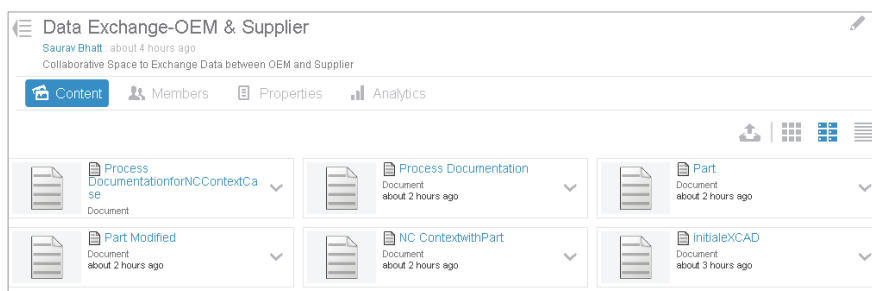 Data Exchange-OEM & Supplier
Saurav Bhatt : about 4 hours ago
Collaborative Space to Exchange Data between OEM and Supplier
Content Members Properties Analytics
Process
DocumentationforNCContextCa
se
Document
Process Documentation
Document
about 2 hours ago
Part
Document
about 2 hours ago
Part Modified
Document
about 2 hours ago
NC ContextwithPart
Document
about 2 hours ago
initialeXCAD
Document
about 3 hours ago